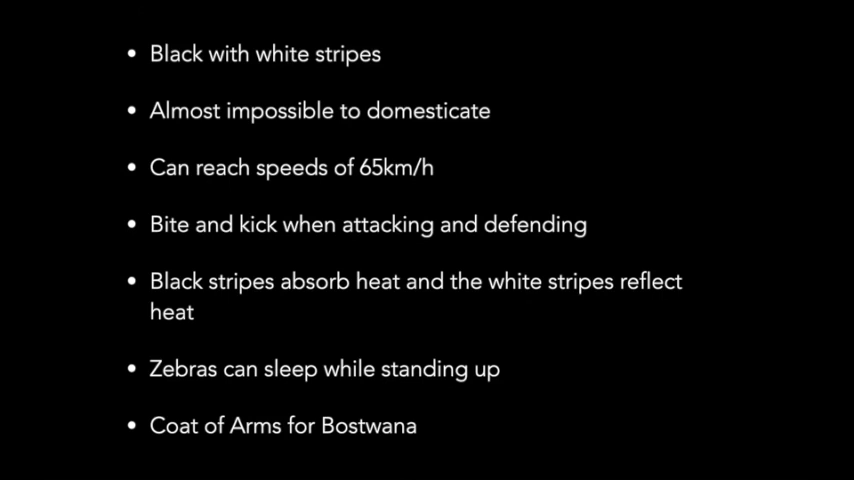 • Black with white stripes
• Almost impossible to domesticate
• Can reach speeds of 65km/h
• Bite and kick when attacking and defending
• Black stripes absorb heat and the white stripes reflect
heat
• Zebras can sleep while standing up
• Coat of Arms for Bostwana